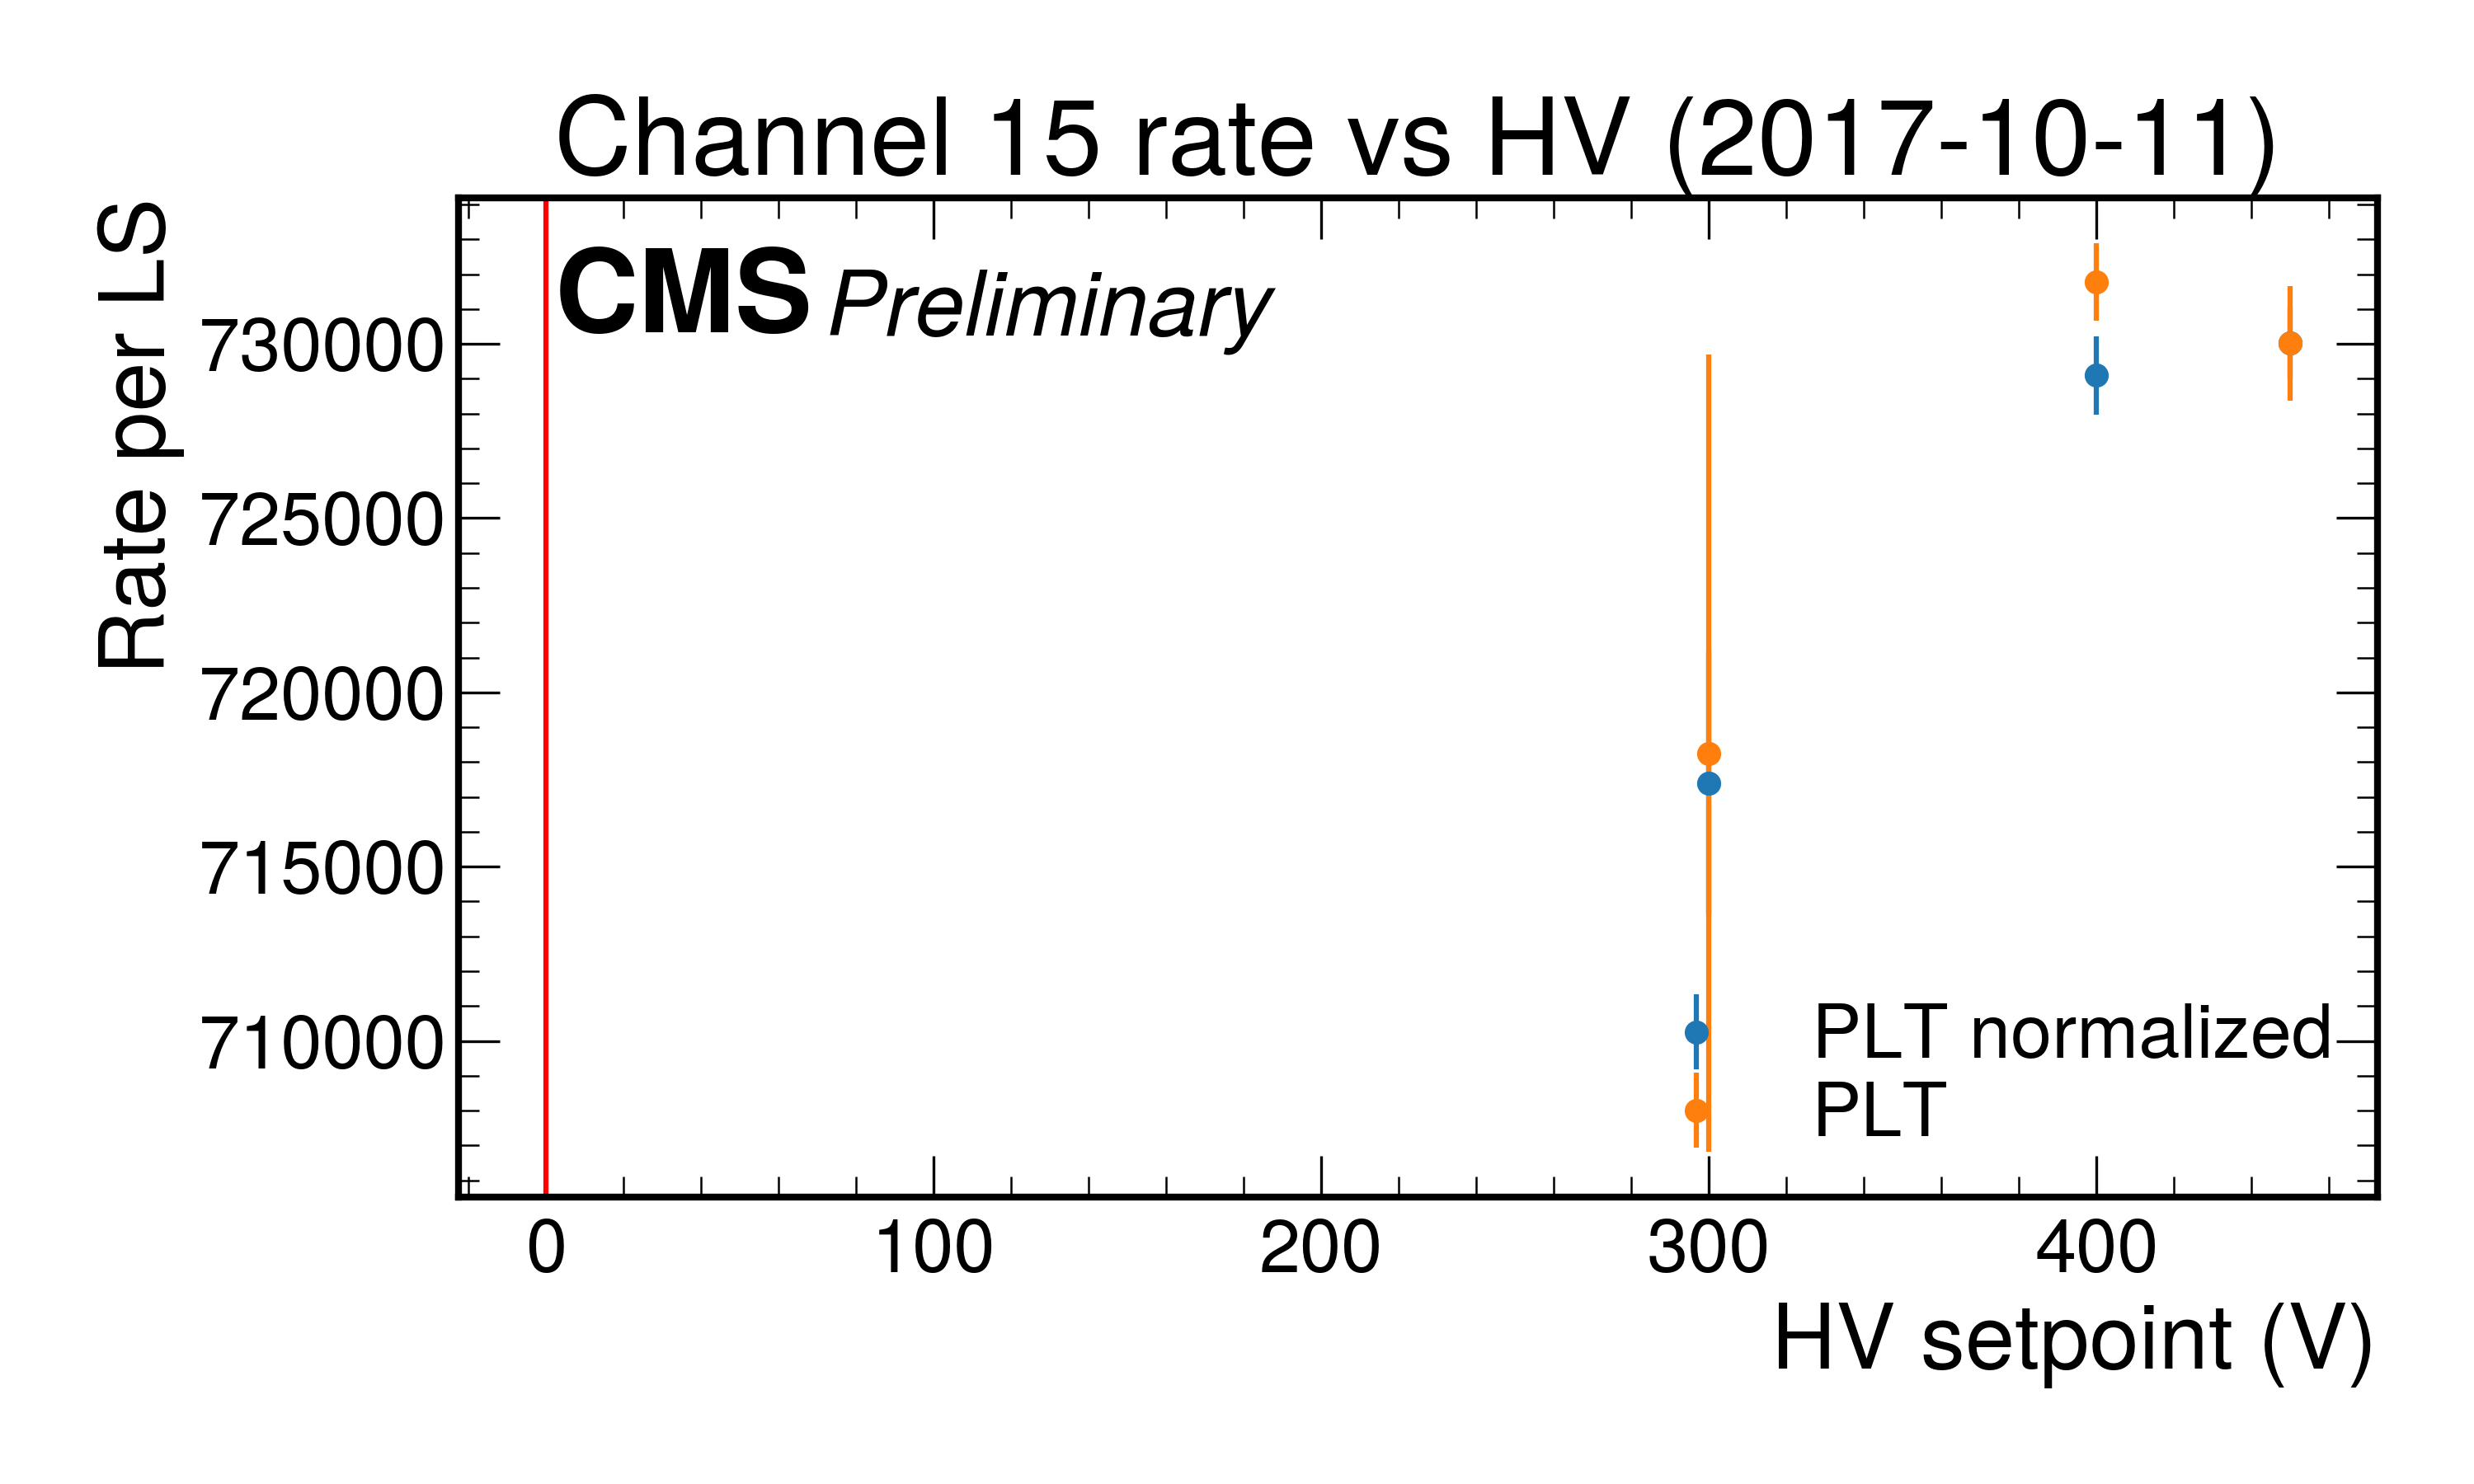 Channel 15 rate vs HV (2017-10-11)
CMS Preliminary
Rate per LS
730000
725000
720000
715000
710000
PLT normalized
PLT
0 100 200 300 400
HV setpoint (V)